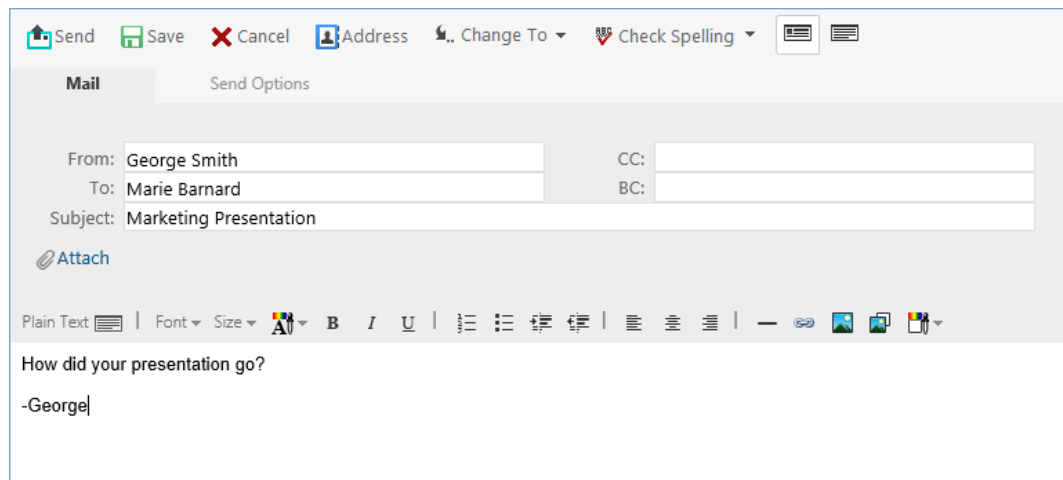 Send Save Cancel Address Change To Check Spelling
Mail Send Options
From: George Smith CC:
To: Marie Barnard BC:
Subject: Marketing Presentation
Attach
Plain Text Font Size A B I U
How did your presentation go?
-George